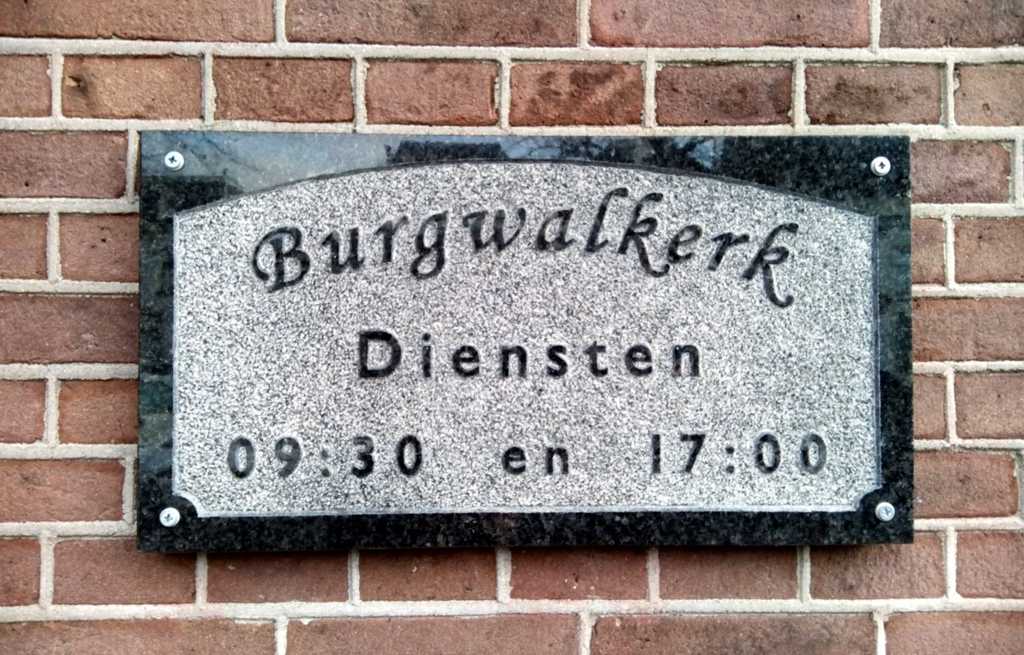 Burgwalkerk
Diensten
09:30 en 17:00